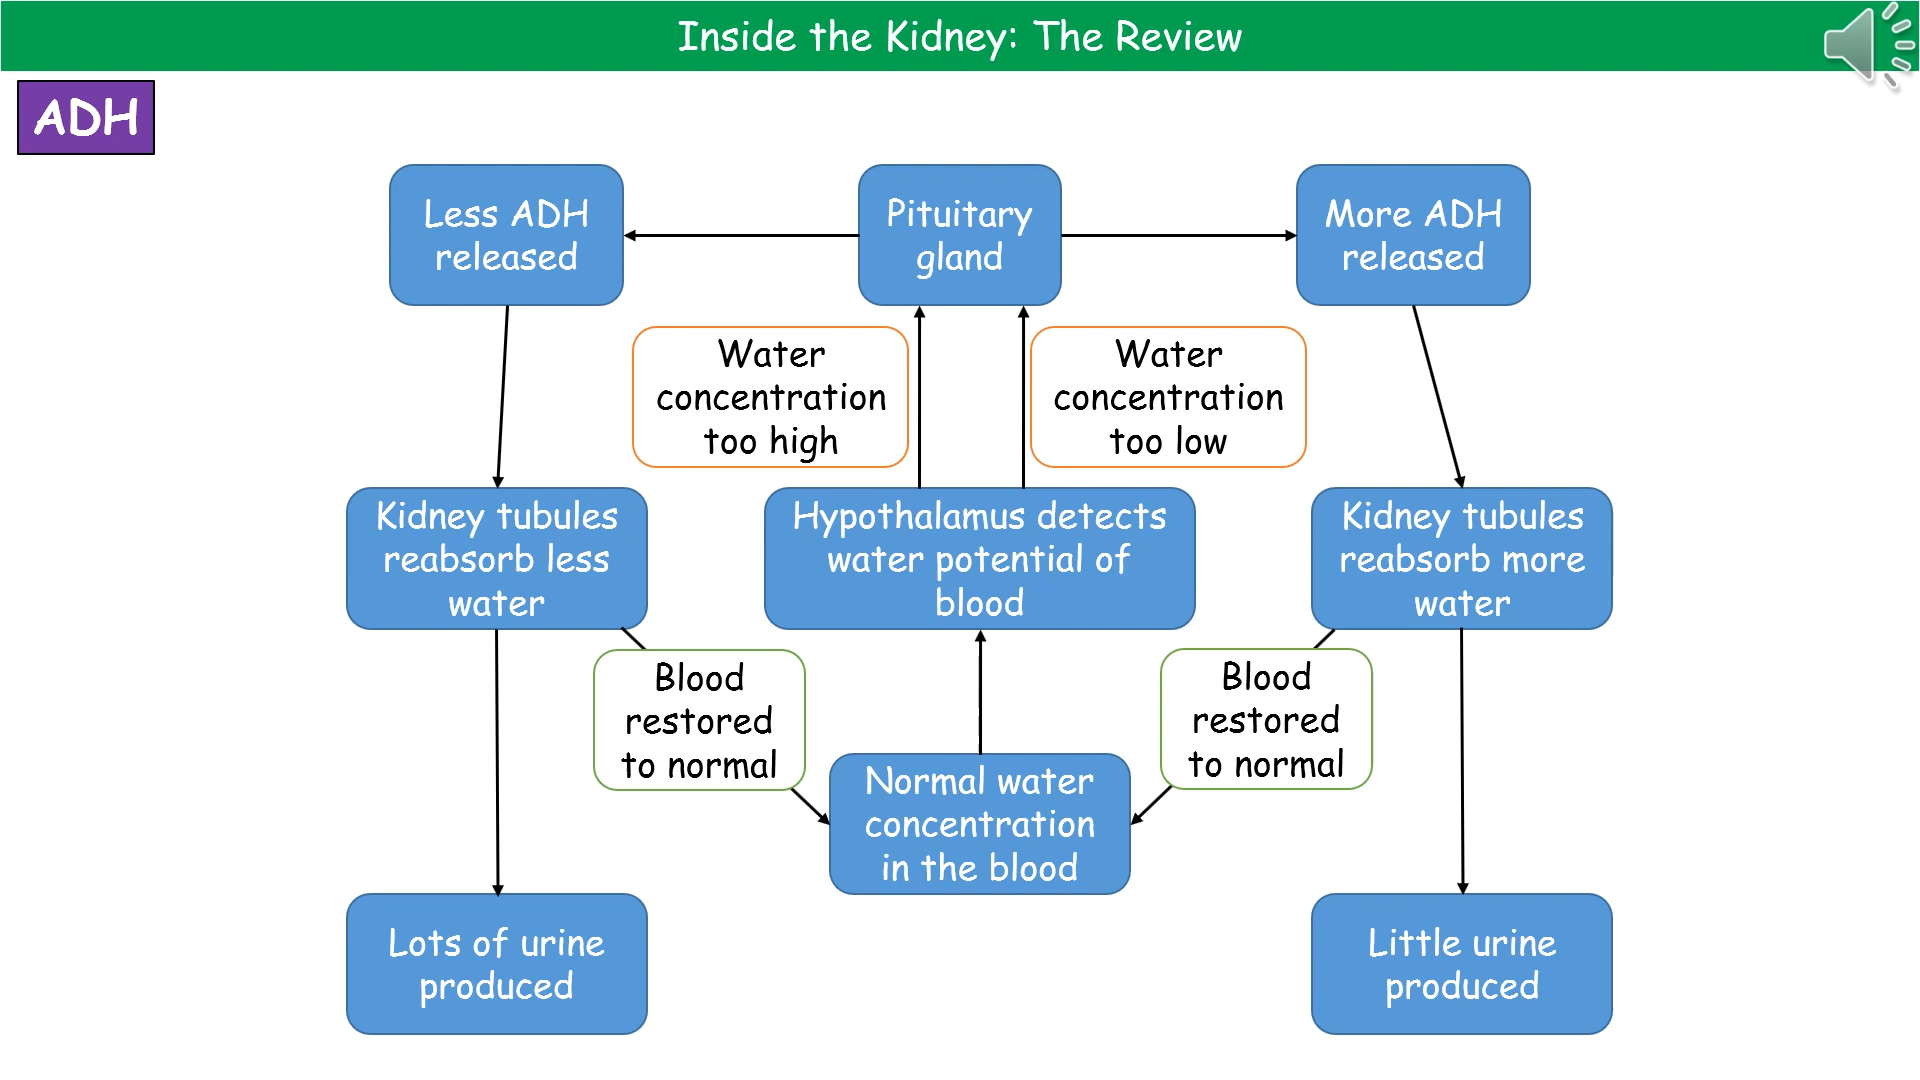 Inside the Kidney: The Review
ADH
Less ADH
released
Pituitary
gland
More ADH
released
Water
concentration
too high
Water
concentration
too low
Kidney tubules
reabsorb less
water
Hypothalamus detects
water potential of
blood
Kidney tubules
reabsorb more
water
Blood
restored
to normal
Blood
restored
to normal
Normal water
concentration
in the blood
Lots of urine
produced
Little urine
produced